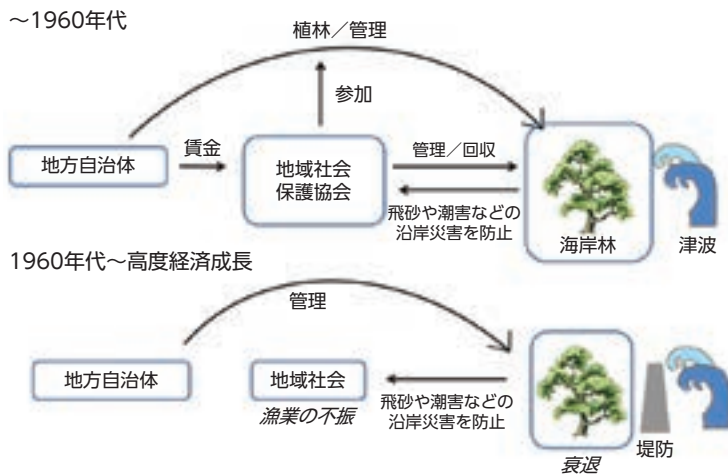 ～1960年代
植林／管理
参加
地方自治体
賃金
地域社会
保護協会
管理／回収
飛砂や潮害などの
沿岸災害を防止
海岸林
津波
1960年代～高度経済成長
管理
地方自治体
地域社会
漁業の不振
飛砂や潮害などの
沿岸災害を防止
衰退
堤防